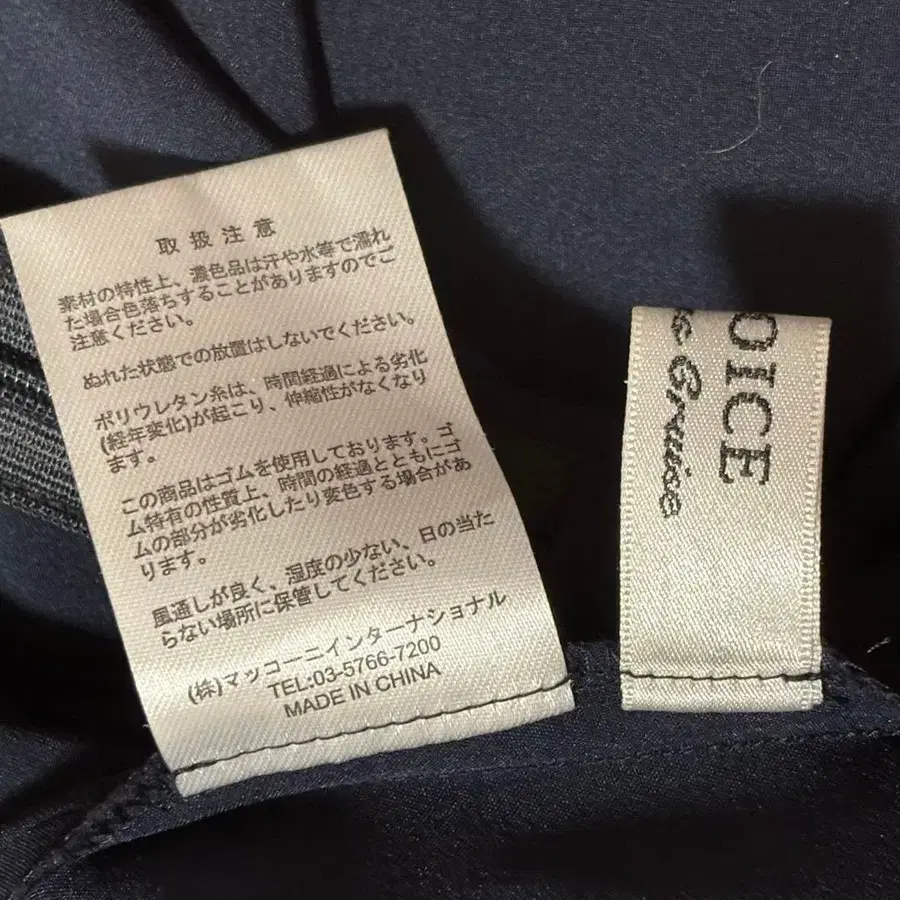 取扱注意
素材の特性上、濃色品は汗や水等で濡れ
た場合色落ちすることがありますのでご
注意ください。
ぬれた状態での放置はしないでください。
ポリウレタン糸は、時間経過による劣化
(経年変化)が起こり、伸縮性がなくなり
ます。
この商品はゴムを使用しております。ゴ
ム特有の性質上、時間の経過とともにゴ
ムの部分が劣化したり変色する場合があ
ります。
風通しが良く、湿度の少ない、日の当た
らない場所に保管してください。
(株)マッコーニインターナショナル
TEL:03-5766-7200
MADE IN CHINA
OICE
Gruise